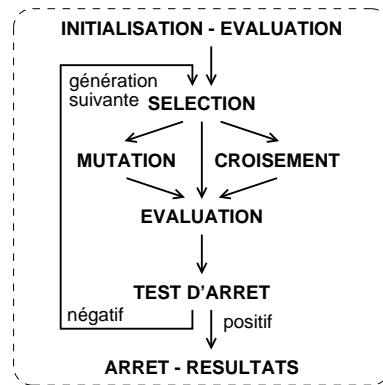 INITIALISATION - EVALUATION
génération
suivante
SELECTION
MUTATION
CROISEMENT
EVALUATION
TEST D’ARRET
négatif
positif
ARRET - RESULTATS